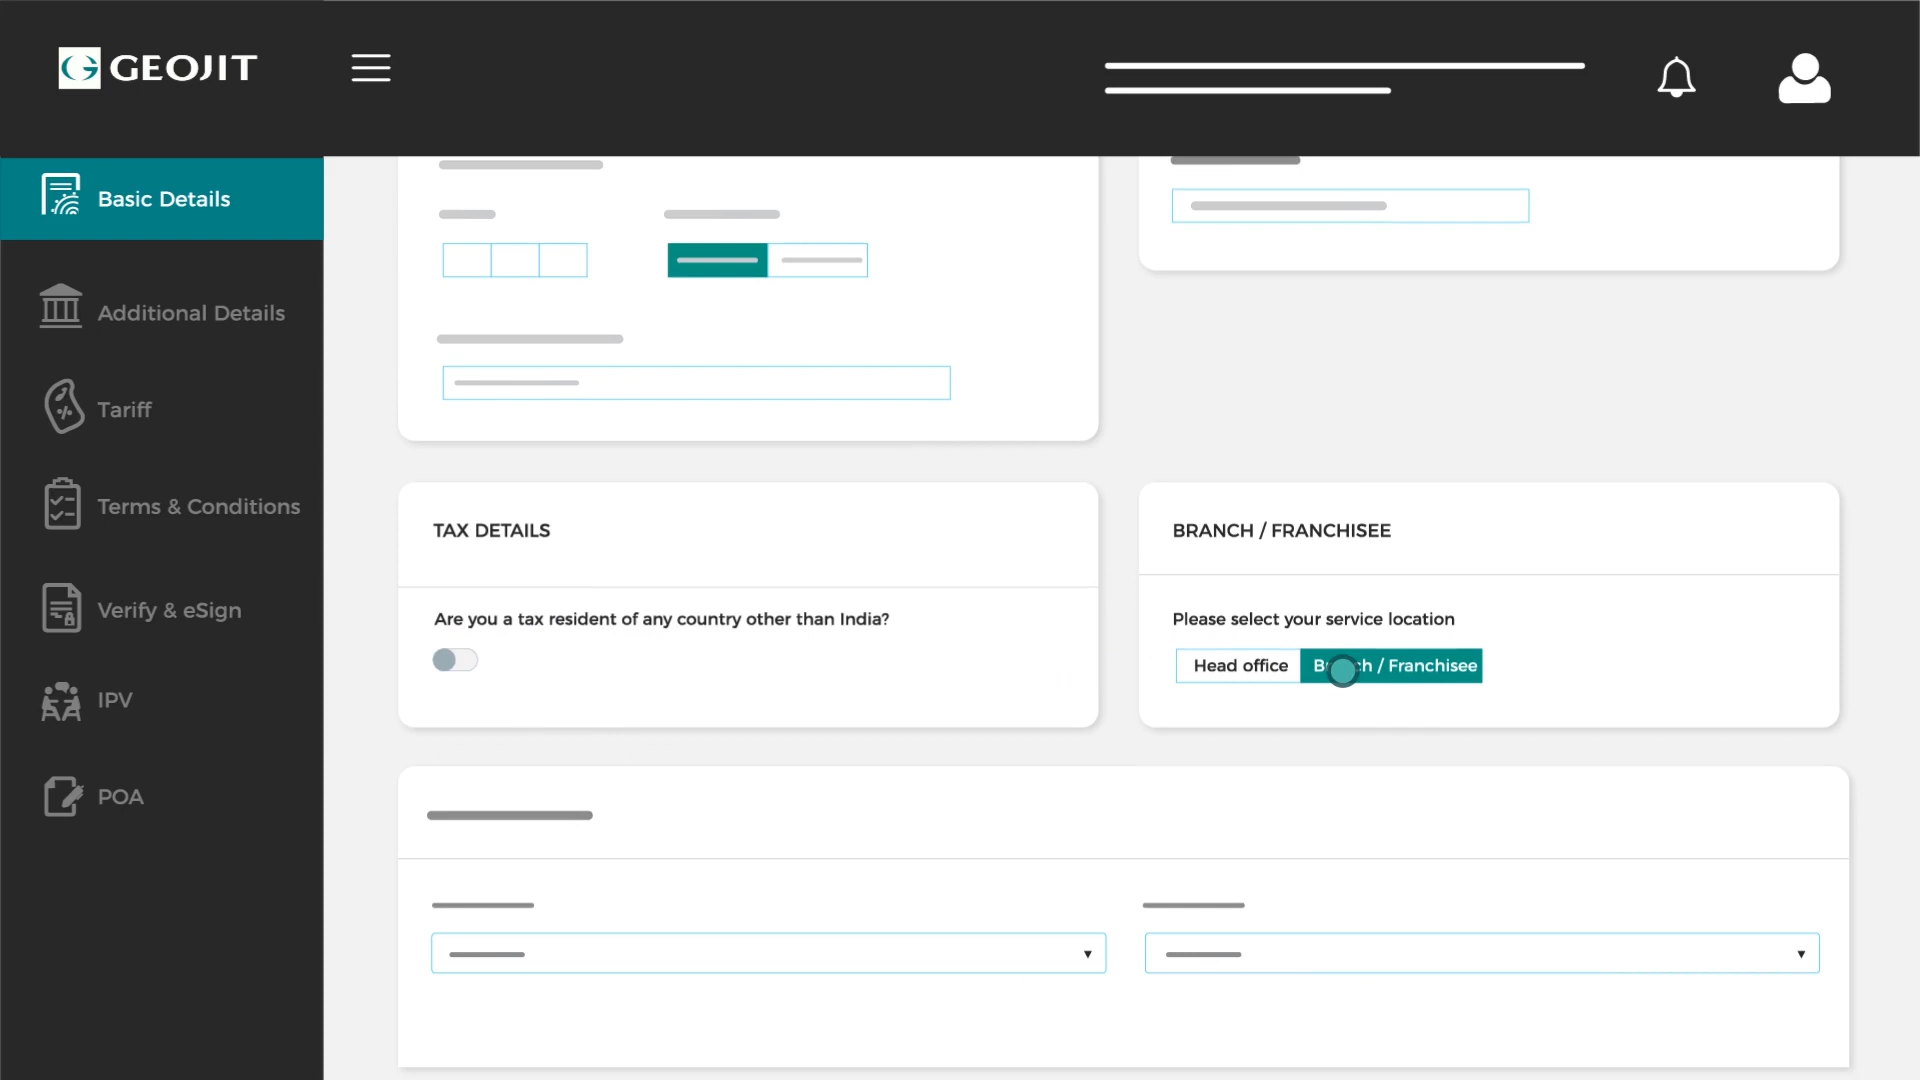 GEOJIT
Basic Details
Additional Details
Tariff
Terms & Conditions
Verify & eSign
IPV
POA
TAX DETAILS
Are you a tax resident of any country other than India?
BRANCH / FRANCHISEE
Please select your service location
Head office
Branch / Franchisee